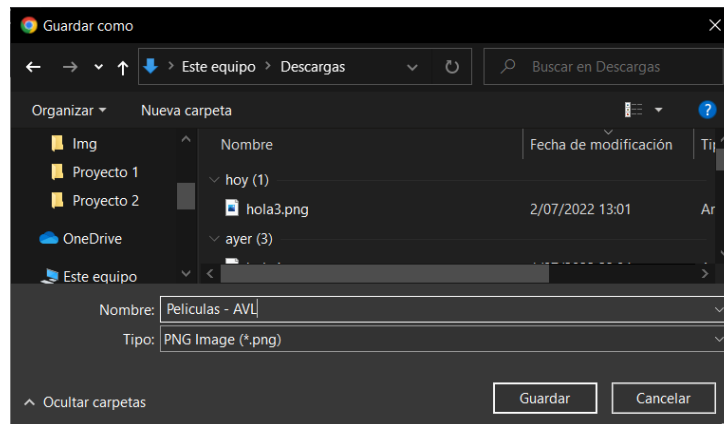 Guardar como
Este equipo > Descargas
Buscar en Descargas
Organizar
Nueva carpeta
?
Img
Proyecto 1
Proyecto 2
OneDrive
Este equipo
Nombre
Fecha de modificación
hoy (1)
hola3.png
2/07/2022 13:01
Ar
ayer (3)
Nombre: Peliculas - AVL
Tipo: PNG Image (*.png)
Ocultar carpetas
Guardar
Cancelar